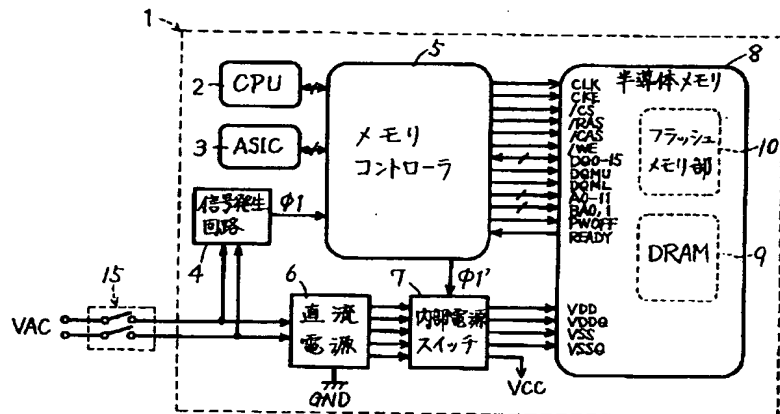 1
2
CPU
3
ASIC
信号発生
回路
4
φ1
5
メモリ
コントローラ
8
半導体メモリ
CLK
CKE
/CS
/RAS
/CAS
/WE
DQ0-15
DQMU
DQML
A0-11
BA0,1
PWOFF
READY
フラッシュ
メモリ部
10
DRAM
9
15
VAC
6
直流
電源
GND
φ1'
7
内部電源
スイッチ
VCC
VDD
VDDQ
VSS
VSSQ